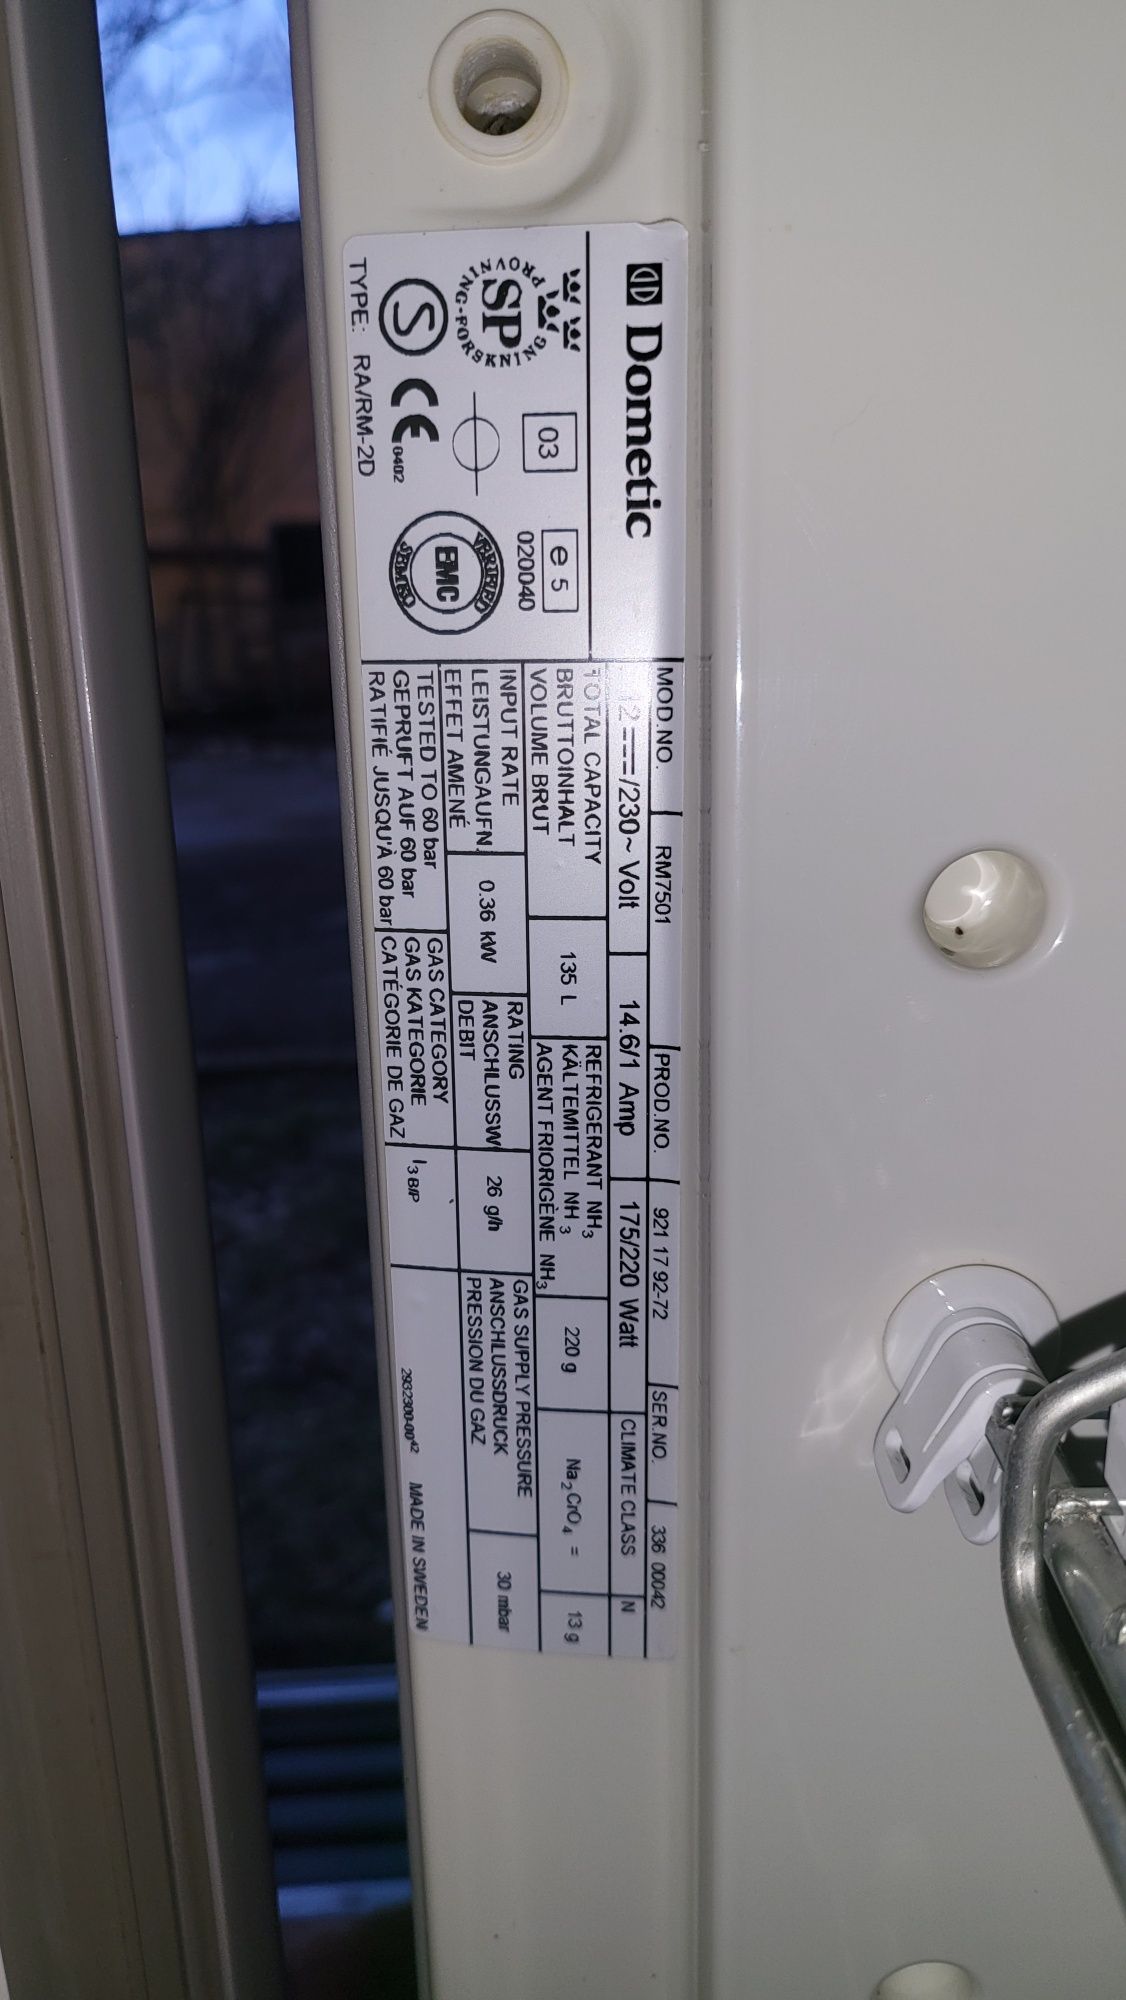 Dometic
SP
PROVNING-FORSKNING
03
e 5
020040
S
CE
0402
EMC
VERIFIED
SEMKO
TYPE: RA/RM-2D
MOD.NO. RM7501 PROD.NO. 921 17 92-72 SER.NO. 336 00042
12 ⎓/230~ Volt 14.6/1 Amp 175/220 Watt CLIMATE CLASS N
TOTAL CAPACITY
BRUTTOINHALT
VOLUME BRUT
135 L
REFRIGERANT NH3
KÄLTEMITTEL NH3
AGENT FRIORIGÈNE NH3
220 g
Na2CrO4 =
13 g
INPUT RATE
LEISTUNGAUFN.
EFFET AMENÉ
0.36 kW
RATING
ANSCHLUSSW
DEBIT
26 g/h
GAS SUPPLY PRESSURE
ANSCHLUSSDRUCK
PRESSION DU GAZ
30 mbar
TESTED TO 60 bar
GEPRUFT AUF 60 bar
RATIFIÉ JUSQU'À 60 bar
GAS CATEGORY
GAS KATEGORIE
CATÉGORIE DE GAZ
I3 B/P
2932300-00 42 MADE IN SWEDEN